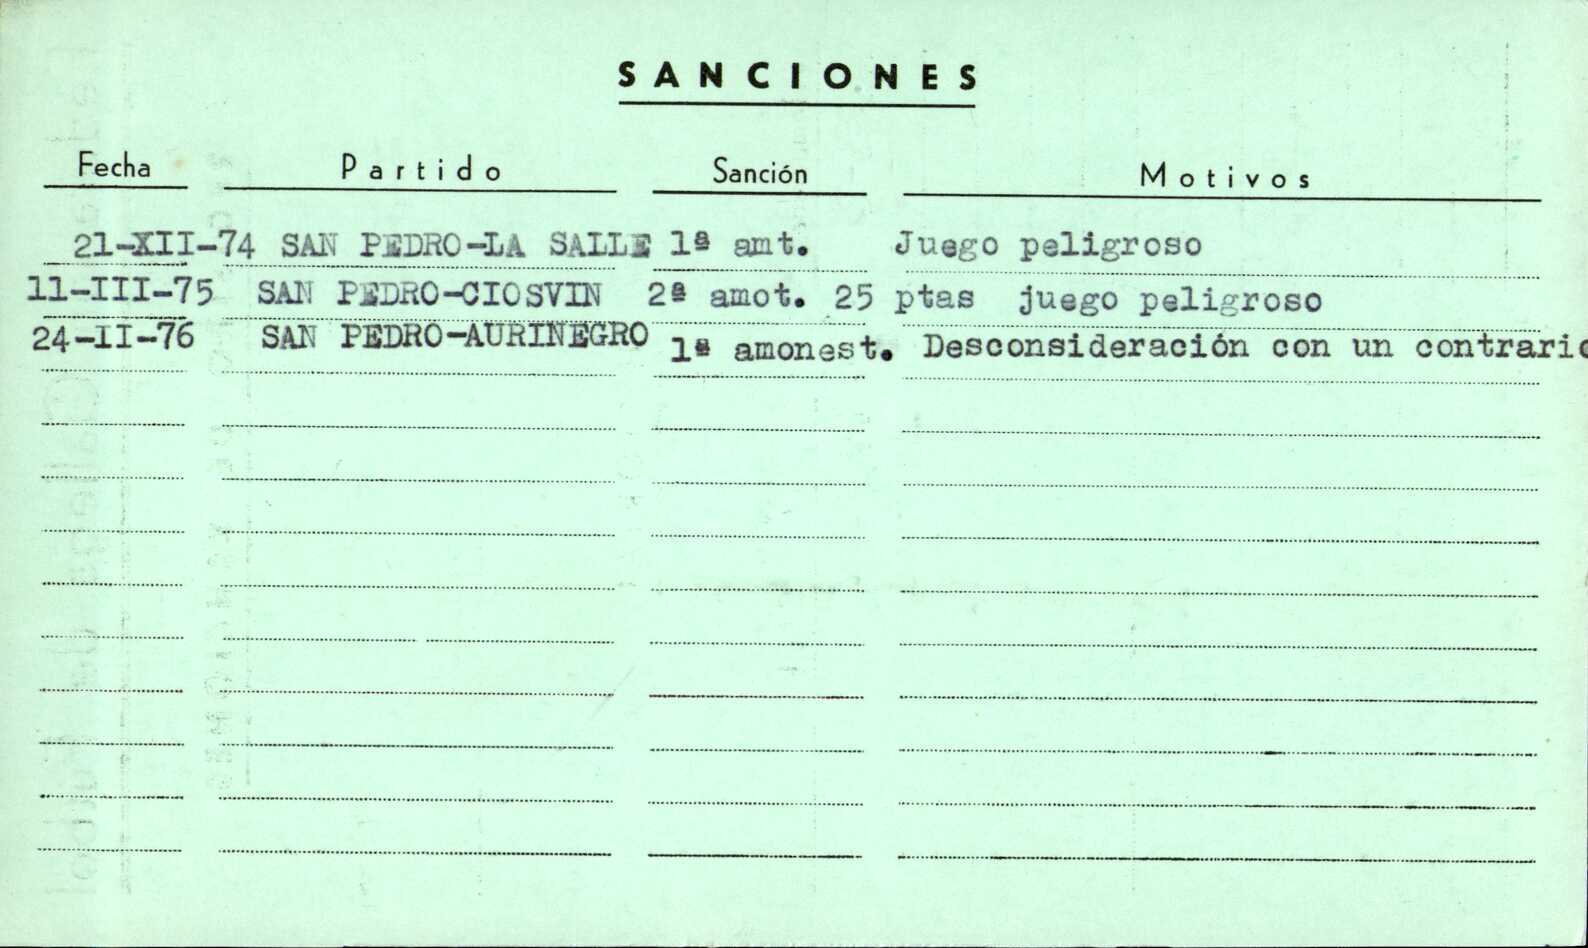 SANCIONES
Fecha Partido Sanción Motivos
21-XII-74 SAN PEDRO-LA SALLE 1ª amt. Juego peligroso
11-III-75 SAN PEDRO-CIOSVIN 2ª amot. 25 ptas juego peligroso
24-II-76 SAN PEDRO-AURINEGRO 1ª amonest. Desconsideración con un contrario